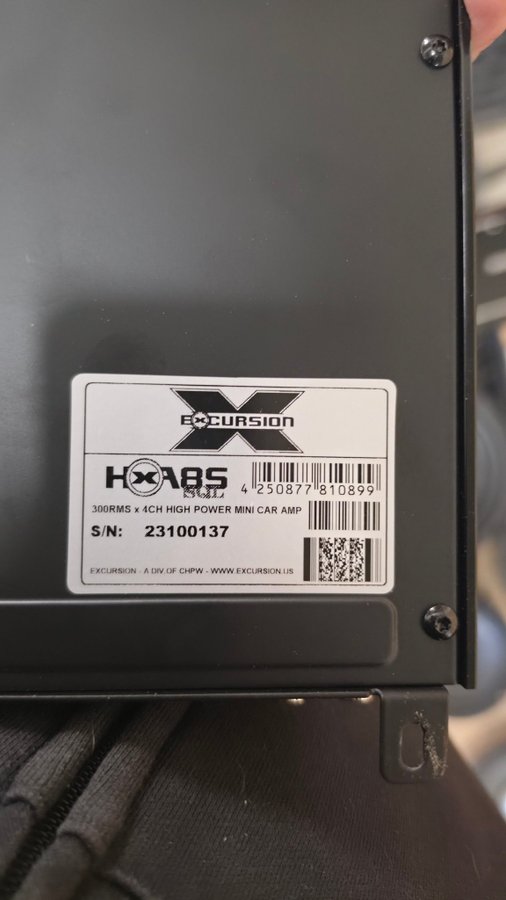 EXCURSION
HXA8S
SQL
4 250877 810899
300RMS x 4CH HIGH POWER MINI CAR AMP
S/N: 23100137
EXCURSION - A DIV.OF CHPW - WWW.EXCURSION.US